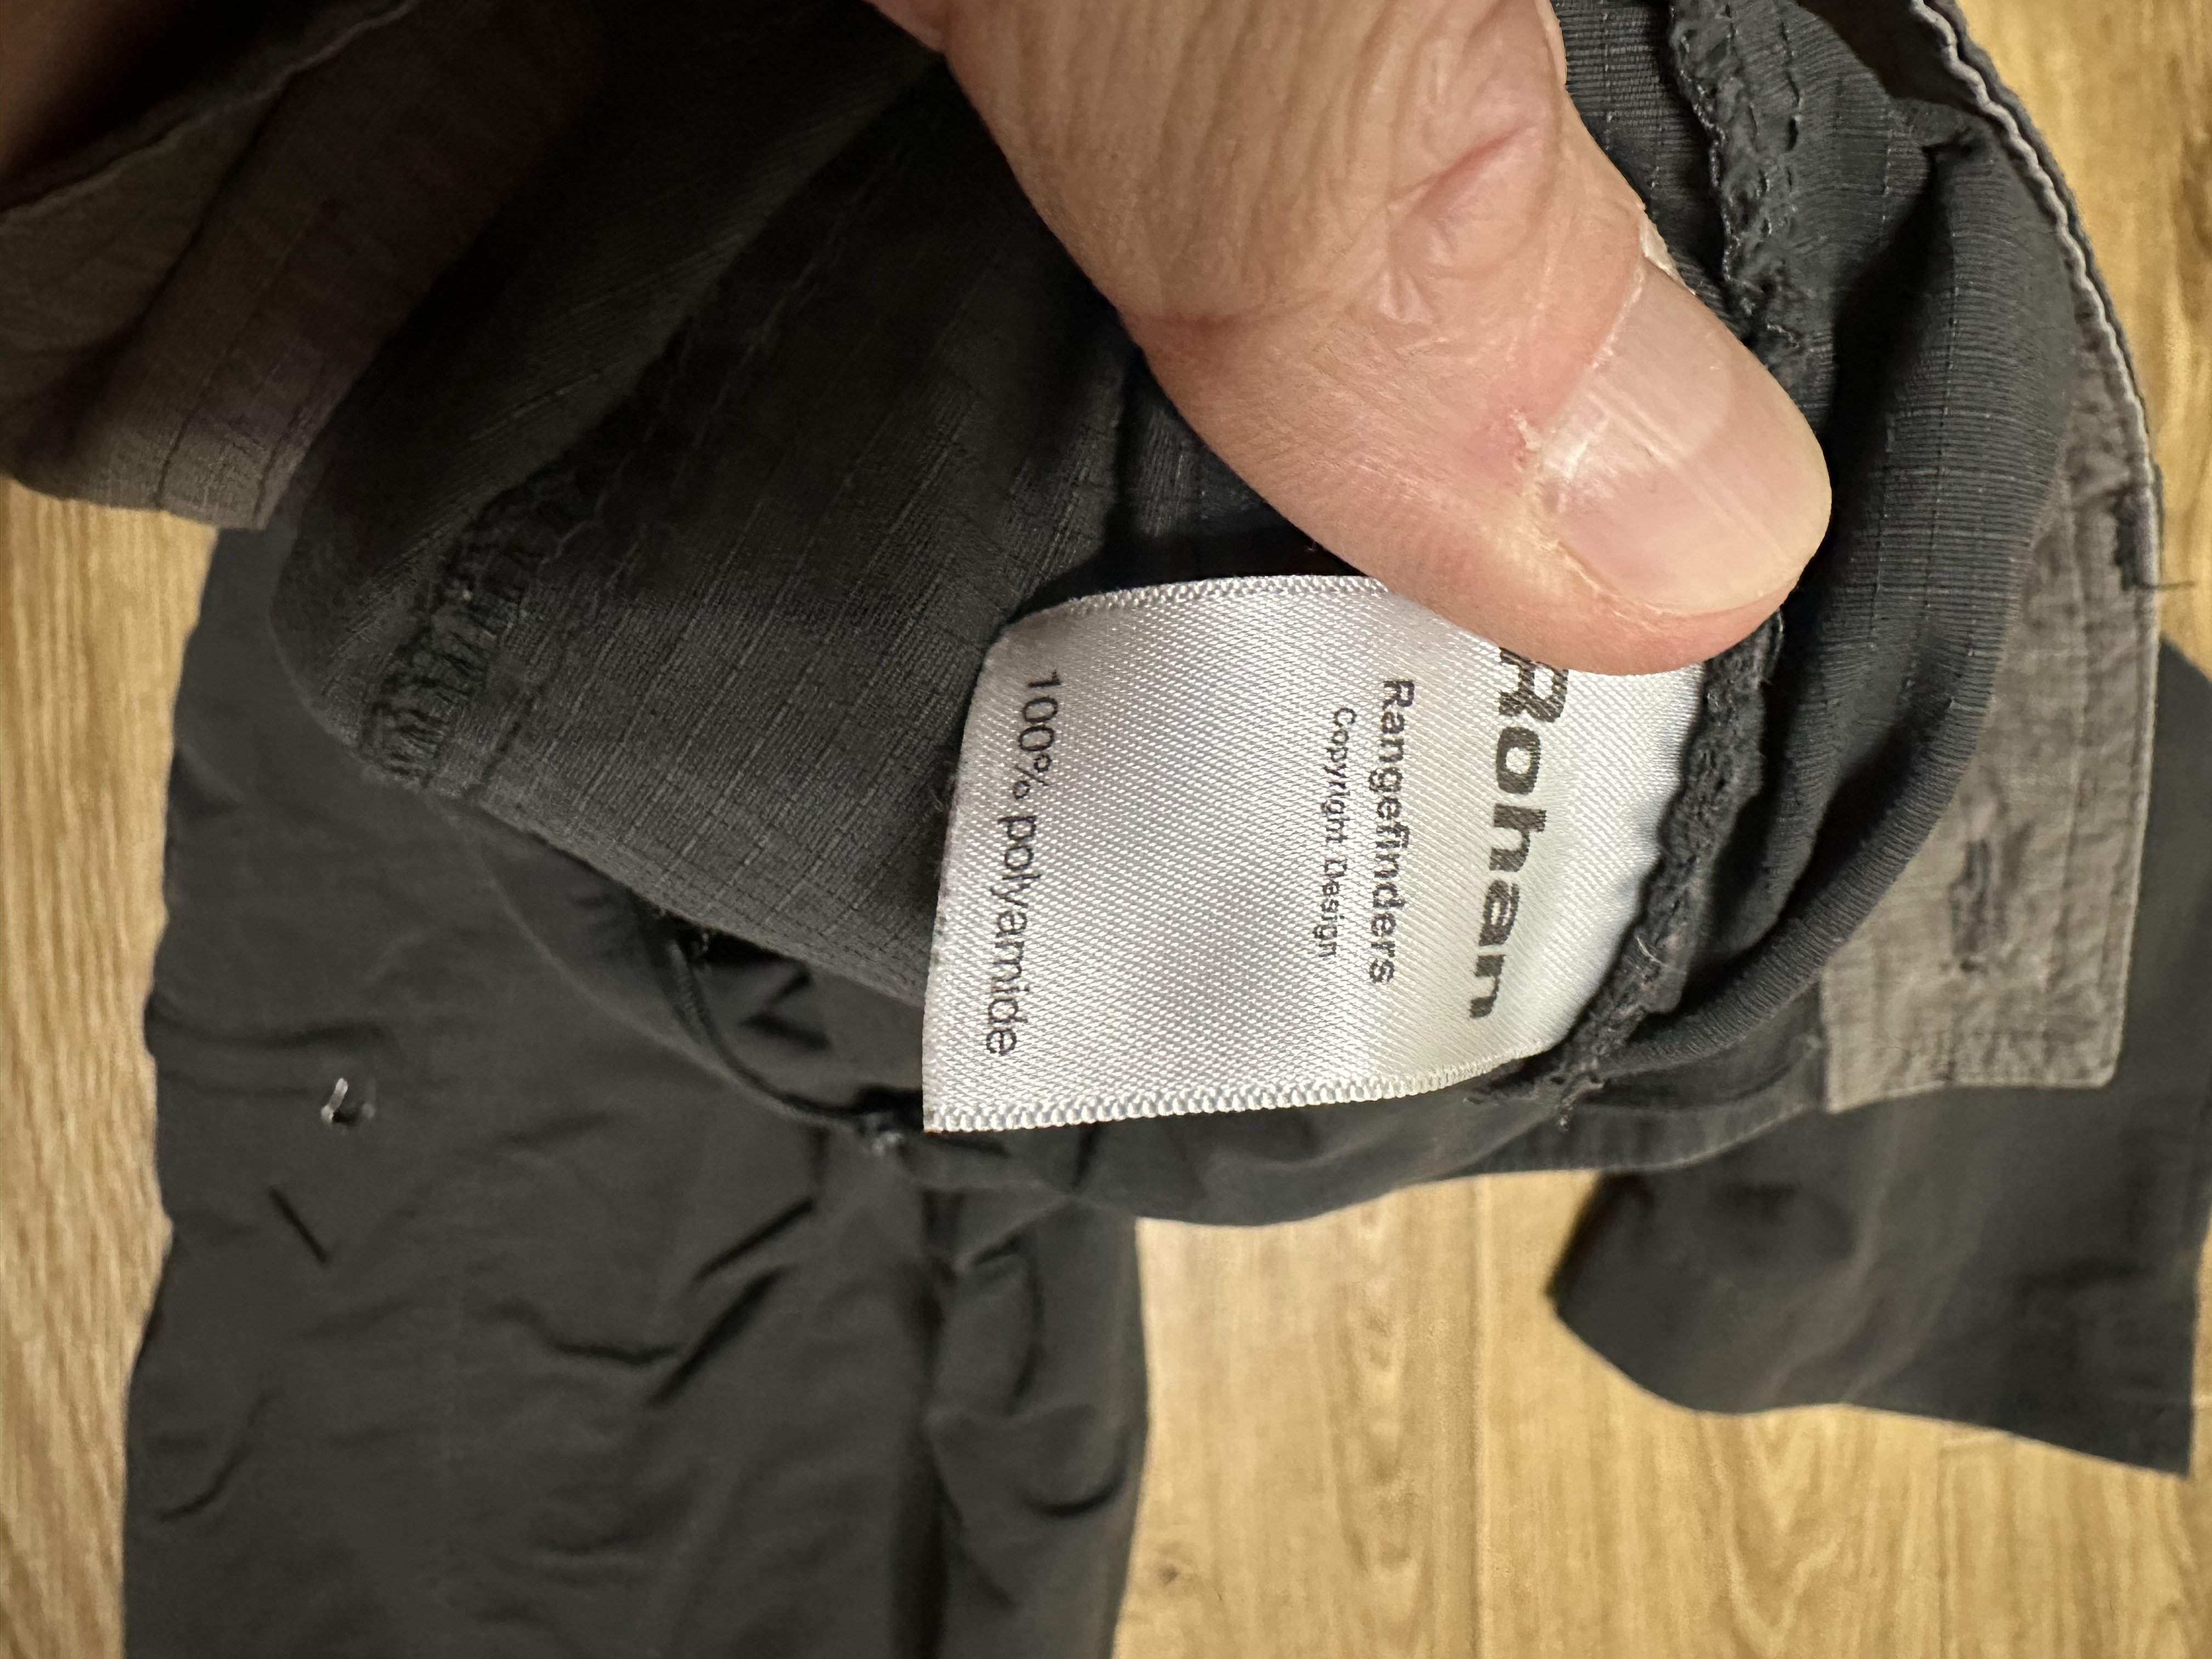 Rohan
Rangefinders
Copyright Design
100% polyamide